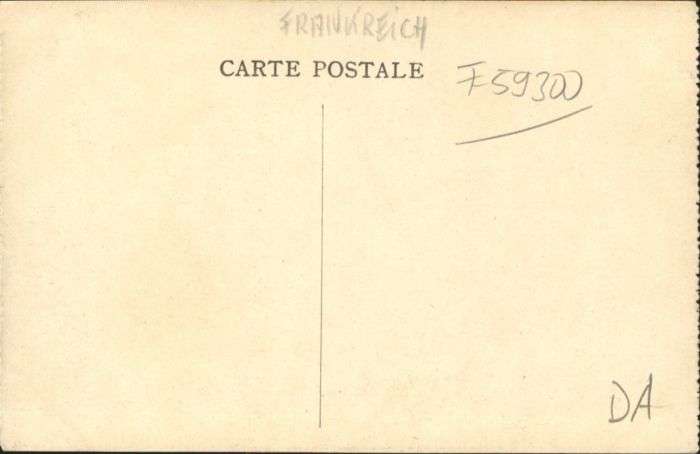 FRANKREICH
CARTE POSTALE
F59300
DA